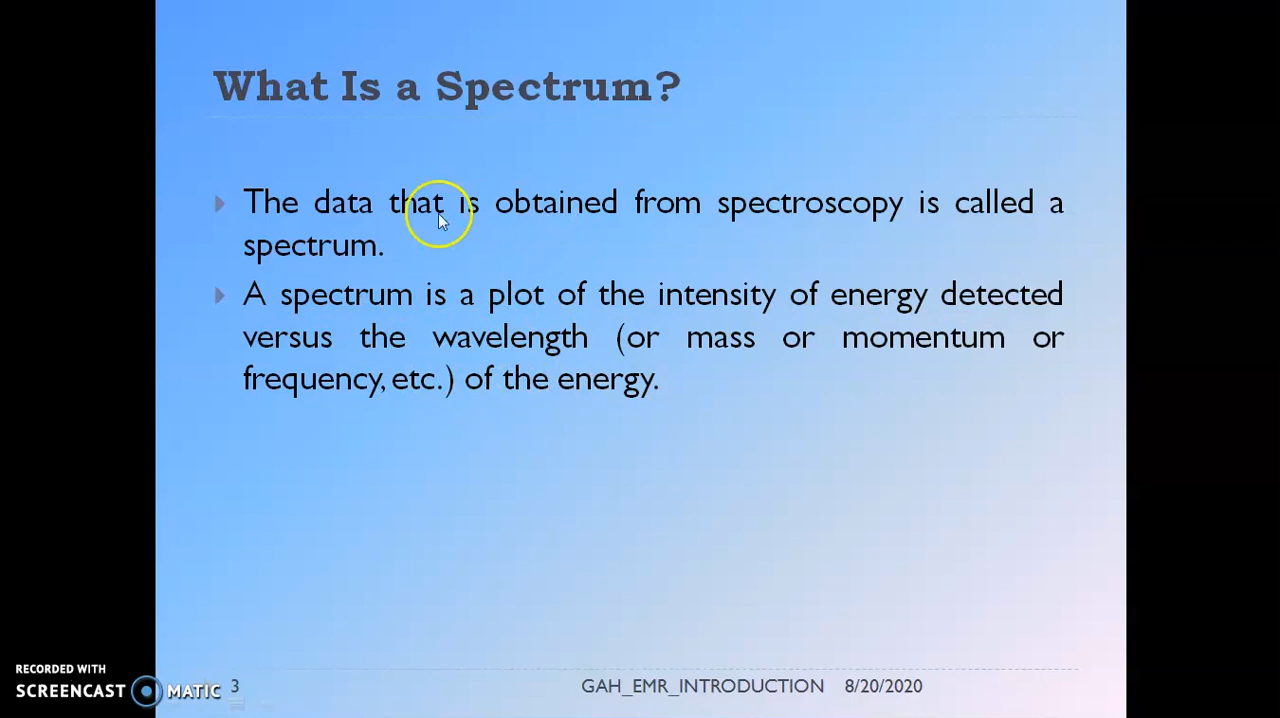 What Is a Spectrum?
The data that is obtained from spectroscopy is called a
spectrum.
A spectrum is a plot of the intensity of energy detected
versus the wavelength (or mass or momentum or
frequency, etc.) of the energy.
RECORDED WITH
SCREENCAST MATIC
3
GAH_EMR_INTRODUCTION 8/20/2020